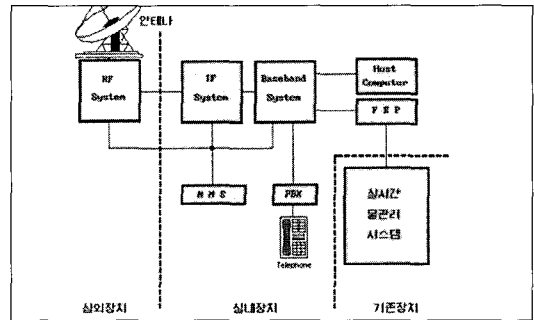 안테나
RF
System
IF
System
Baseband
System
Host
Computer
F E P
N M S
PBX
Telephone
실시간
물관리
시스템
실외장치
실내장치
기존장치